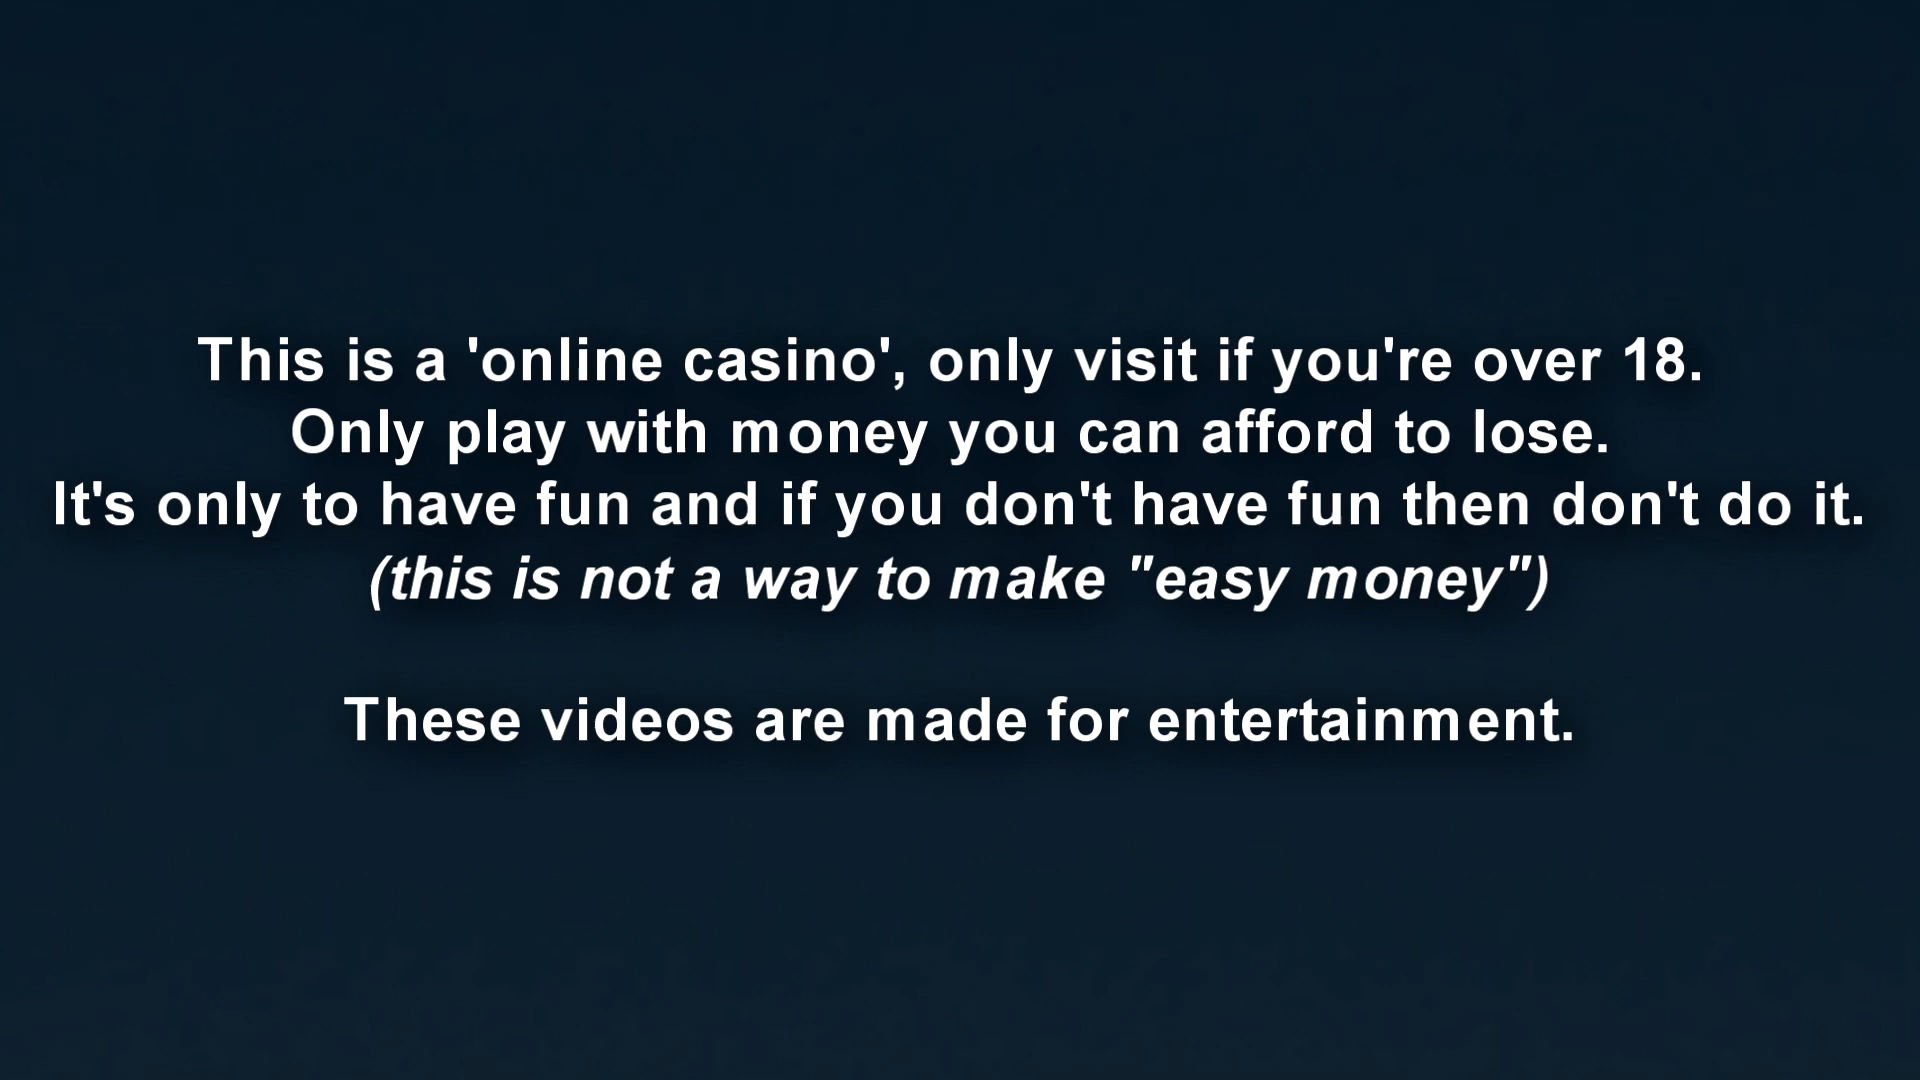 This is a 'online casino', only visit if you're over 18.
Only play with money you can afford to lose.
It's only to have fun and if you don't have fun then don't do it.
(this is not a way to make "easy money")
These videos are made for entertainment.